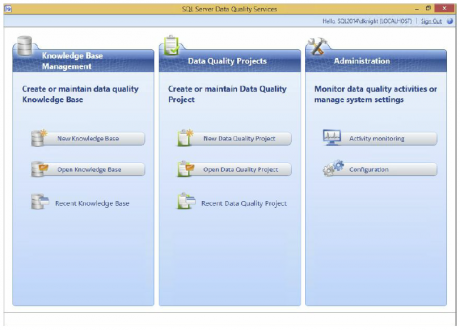 SQL Server Data Quality Services
Hello, SQL2014\dknight (LOCALHOST) | Sign Out
Knowledge Base
Management
Create or maintain data quality
Knowledge Base
New Knowledge Base
Open Knowledge Base
Recent Knowledge Base
Data Quality Projects
Create or maintain Data Quality
Project
New Data Quality Project
Open Data Quality Project
Recent Data Quality Project
Administration
Monitor data quality activities or
manage system settings
Activity monitoring
Configuration